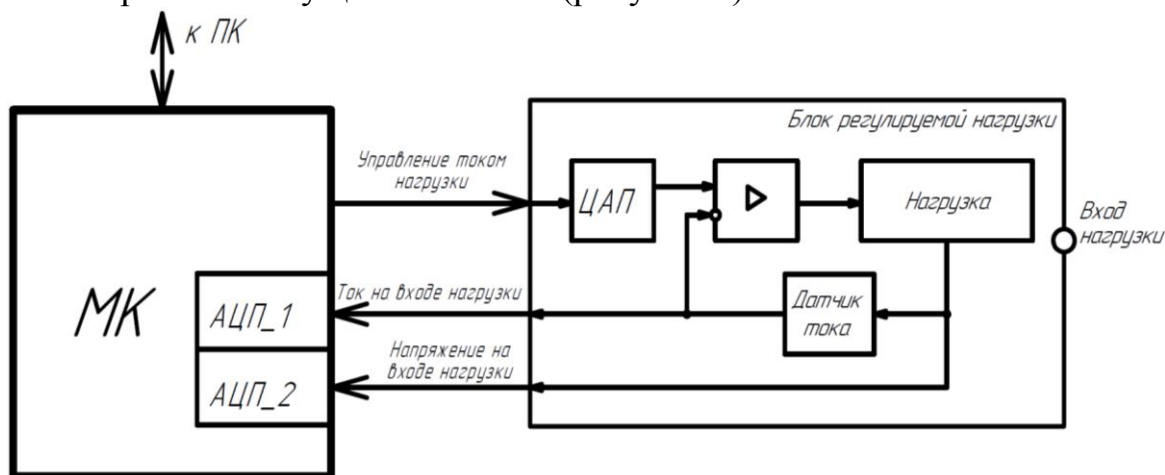 к ПК
Блок регулируемой нагрузки
Управление током
нагрузки
ЦАП
Нагрузка
Вход
нагрузки
МК
АЦП_1
Ток на входе нагрузки
Датчик
тока
Напряжение на
входе нагрузки
АЦП_2